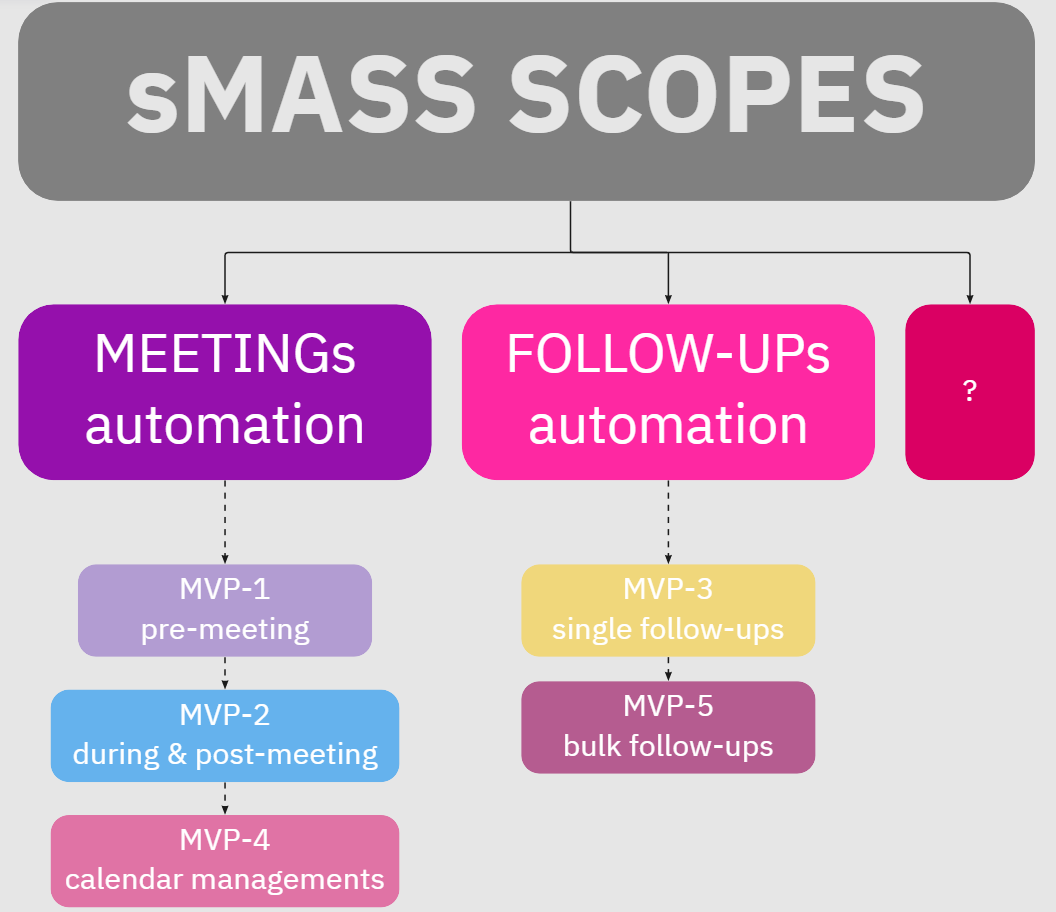 sMASS SCOPES
MEETINGs
automation
FOLLOW-UPs
automation
?
MVP-1
pre-meeting
MVP-2
during & post-meeting
MVP-4
calendar managements
MVP-3
single follow-ups
MVP-5
bulk follow-ups